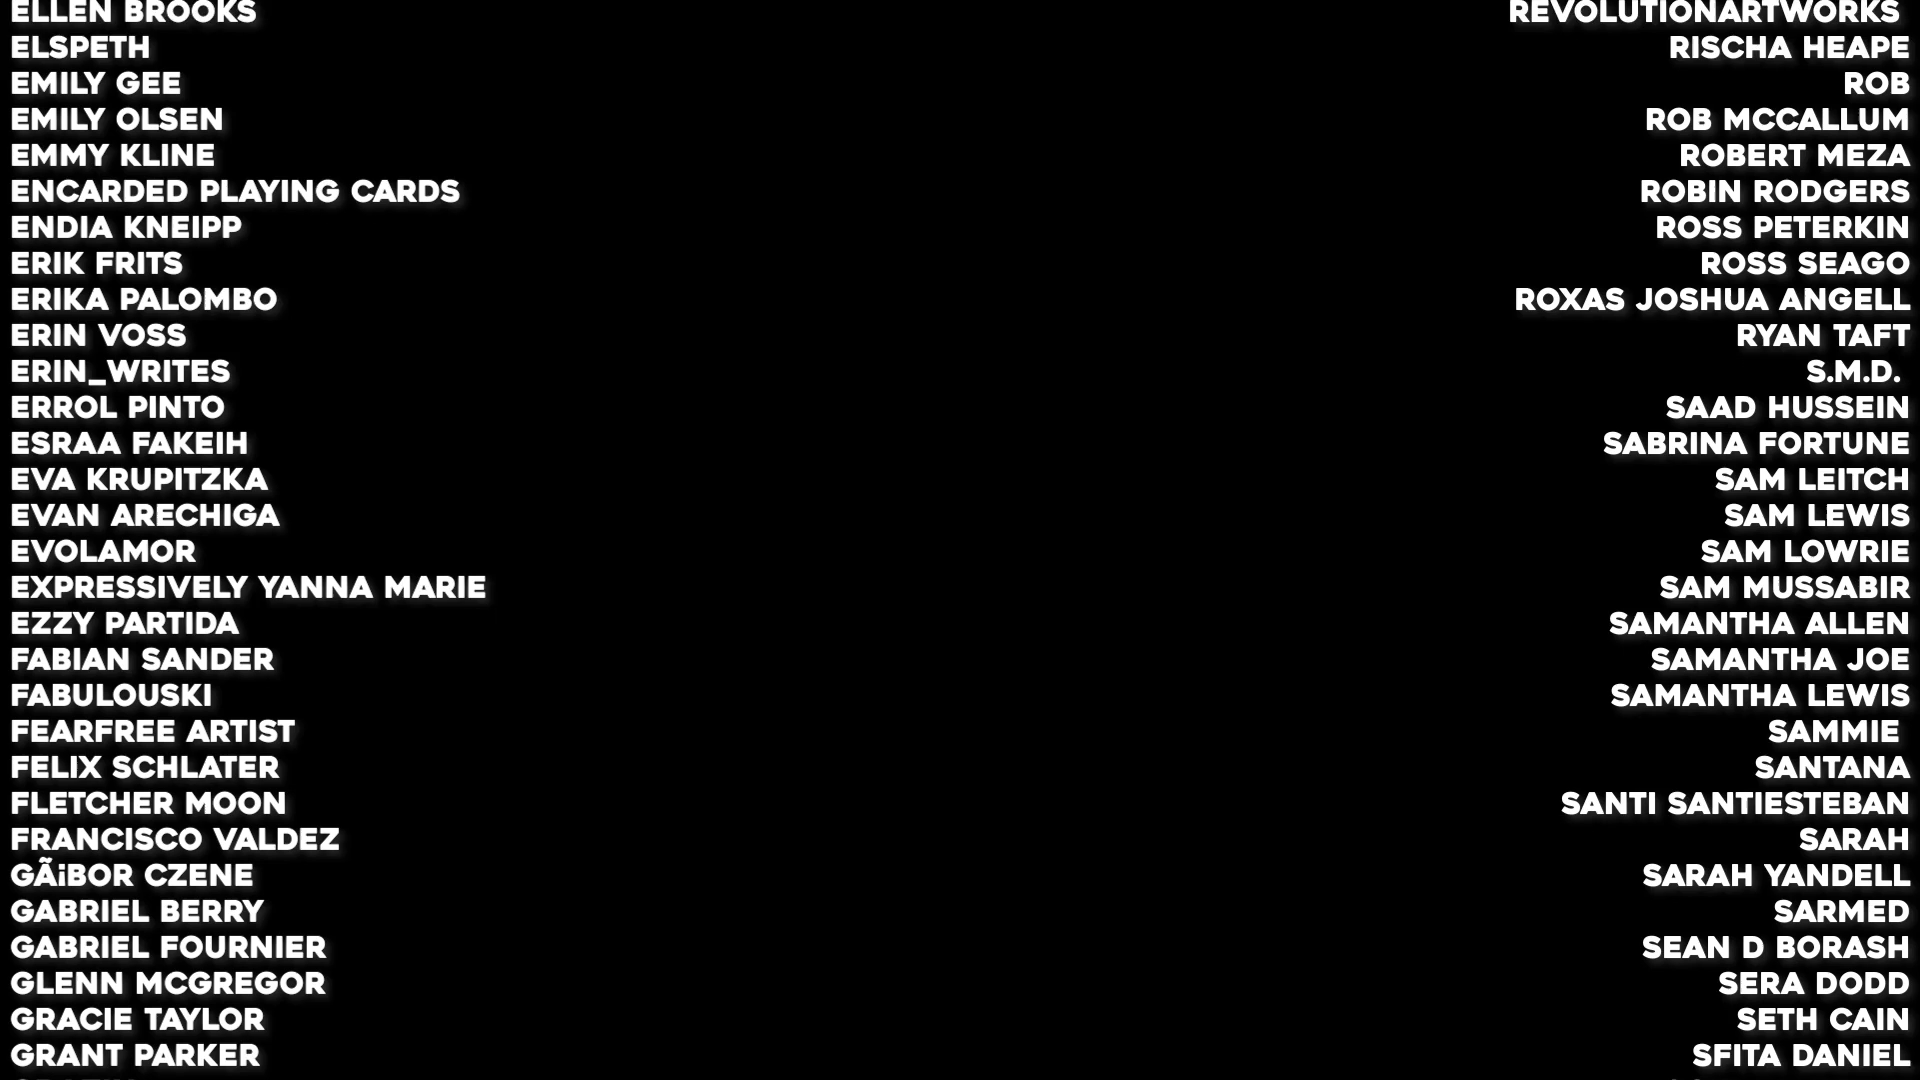 ELLEN BROOKS
ELSPETH
EMILY GEE
EMILY OLSEN
EMMY KLINE
ENCARDED PLAYING CARDS
ENDIA KNEIPP
ERIK FRITS
ERIKA PALOMBO
ERIN VOSS
ERIN_WRITES
ERROL PINTO
ESRAA FAKEIH
EVA KRUPITZKA
EVAN ARECHIGA
EVOLAMOR
EXPRESSIVELY YANNA MARIE
EZZY PARTIDA
FABIAN SANDER
FABULOUSKI
FEARFREE ARTIST
FELIX SCHLATER
FLETCHER MOON
FRANCISCO VALDEZ
GÃ¡BOR CZENE
GABRIEL BERRY
GABRIEL FOURNIER
GLENN MCGREGOR
GRACIE TAYLOR
GRANT PARKER
REVOLUTIONARTWORKS
RISCHA HEAPE
ROB
ROB MCCALLUM
ROBERT MEZA
ROBIN RODGERS
ROSS PETERKIN
ROSS SEAGO
ROXAS JOSHUA ANGELL
RYAN TAFT
S.M.D.
SAAD HUSSEIN
SABRINA FORTUNE
SAM LEITCH
SAM LEWIS
SAM LOWRIE
SAM MUSSABIR
SAMANTHA ALLEN
SAMANTHA JOE
SAMANTHA LEWIS
SAMMIE
SANTANA
SANTI SANTIESTEBAN
SARAH
SARAH YANDELL
SARMED
SEAN D BORASH
SERA DODD
SETH CAIN
SFITA DANIEL